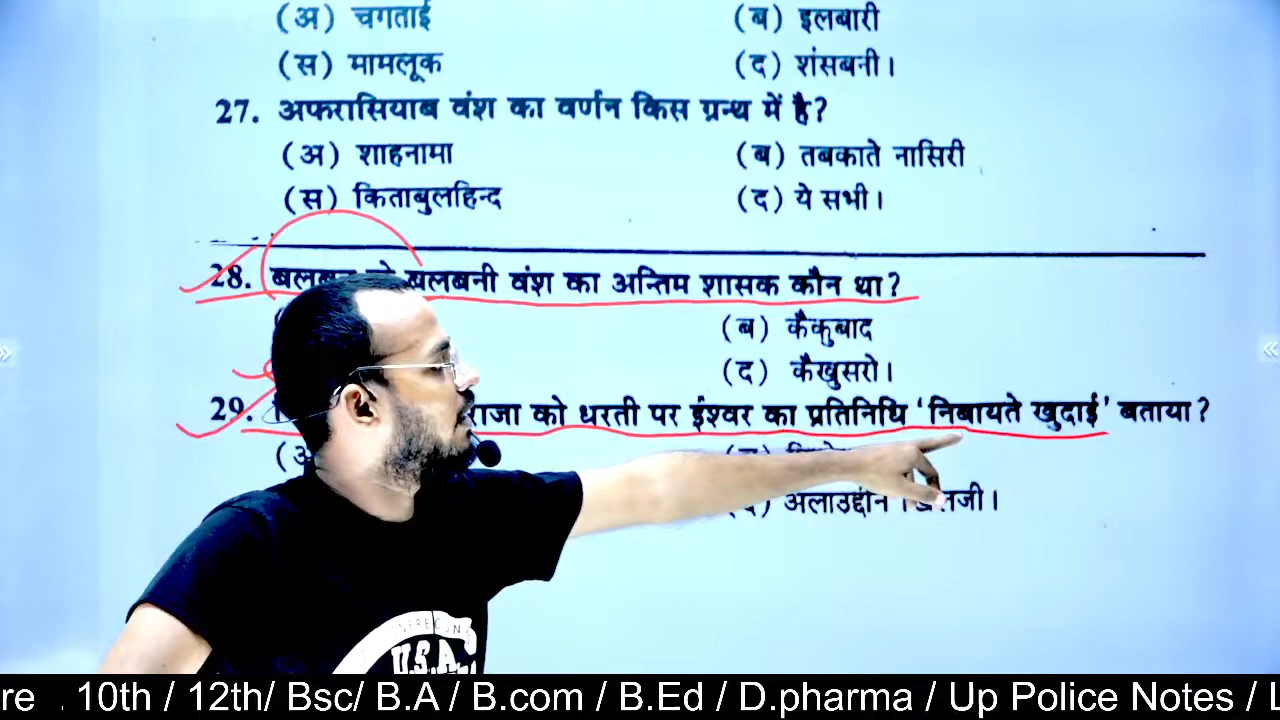 (अ) चगताई (ब) इलबारी
(स) मामलूक (द) शंसबनी।
27. अफरासियाब वंश का वर्णन किस ग्रन्थ में है?
(अ) शाहनामा (ब) तबकाते नासिरी
(स) किताबुलहिन्द (द) ये सभी।
28. बलबनी वंश का अन्तिम शासक कौन था?
(ब) कैकुबाद
(द) कैखुसरो।
29. राजा को धरती पर ईश्वर का प्रतिनिधि 'निबायते खुदाई' बताया?
(द) अलाउद्दीन
U.S.A
re . 10th / 12th/ Bsc/ B.A / B.com / B.Ed / D.pharma / Up Police Notes / L